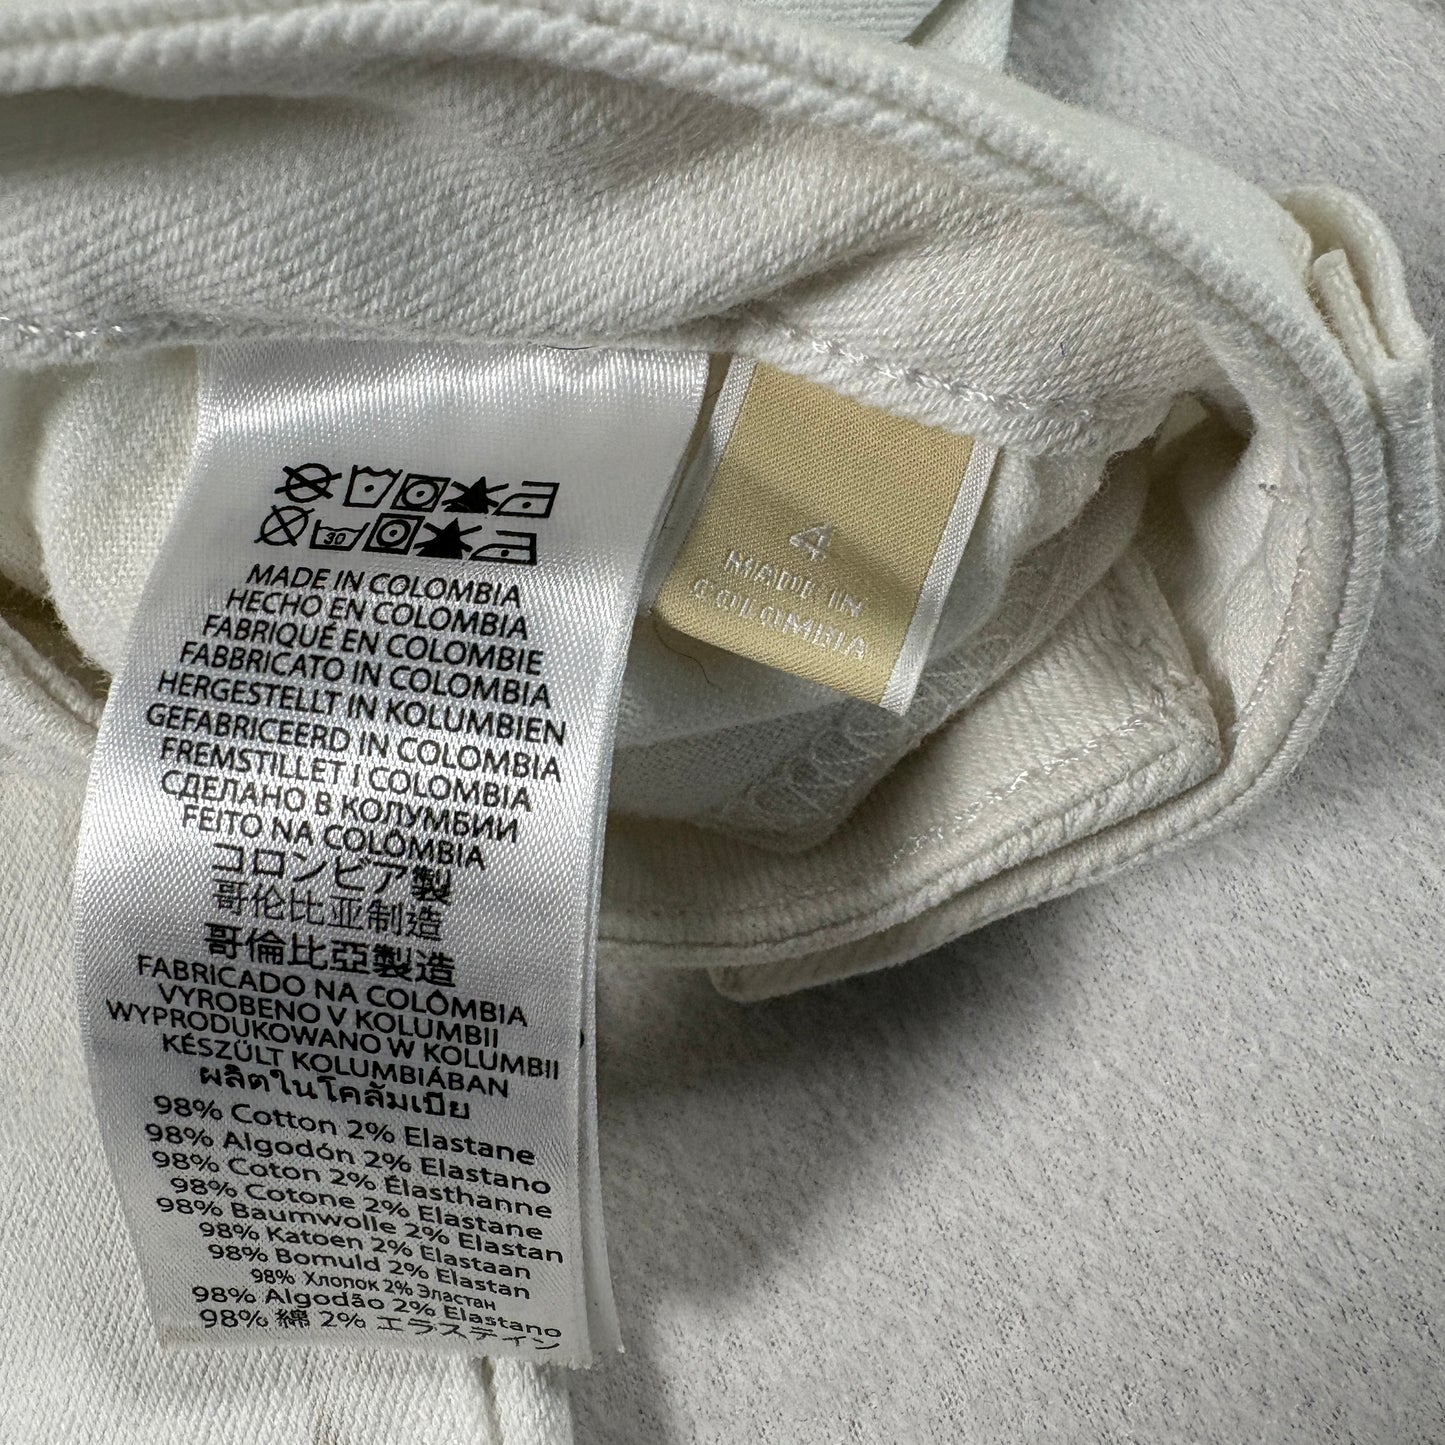 30
MADE IN COLOMBIA
HECHO EN COLOMBIA
FABRIQUÉ EN COLOMBIE
FABBRICATO IN COLOMBIA
HERGESTELLT IN KOLUMBIEN
GEFABRICEERD IN COLOMBIA
FREMSTILLET I COLOMBIA
СДЕЛАНО В КОЛУМБИИ
FEITO NA COLÔMBIA
コロンビア製
哥伦比亚制造
哥倫比亞製造
FABRICADO NA COLÔMBIA
VYROBENO V KOLUMBII
WYPRODUKOWANO W KOLUMBII
KÉSZÜLT KOLUMBIÁBAN
ผลิตในโคลัมเบีย
98% Cotton 2% Elastane
98% Algodón 2% Elastano
98% Coton 2% Élasthanne
98% Cotone 2% Elastane
98% Baumwolle 2% Elastan
98% Katoen 2% Elastaan
98% Bomuld 2% Elastan
98% Хлопок 2% Эластан
98% Algodão 2% Elastano
98% 綿 2% エラスティン
4
MADE IN
COLOMBIA